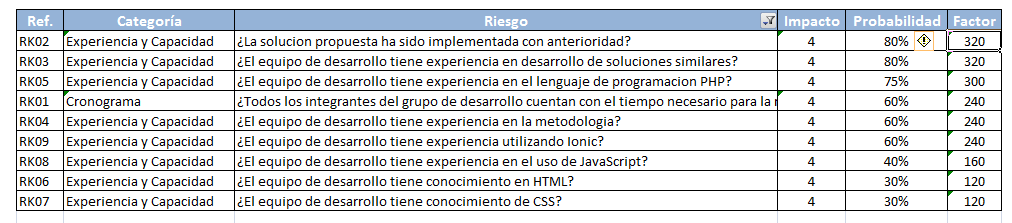 Ref. Categoría Riesgo Impacto Probabilidad Factor
RK02 Experiencia y Capacidad ¿La solucion propuesta ha sido implementada con anterioridad? 4 80% 320
RK03 Experiencia y Capacidad ¿El equipo de desarrollo tiene experiencia en desarrollo de soluciones similares? 4 80% 320
RK05 Experiencia y Capacidad ¿El equipo de desarrollo tiene experiencia en el lenguaje de programacion PHP? 4 75% 300
RK01 Cronograma ¿Todos los integrantes del grupo de desarrollo cuentan con el tiempo necesario para la 4 60% 240
RK04 Experiencia y Capacidad ¿El equipo de desarrollo tiene experiencia en la metodologia? 4 60% 240
RK09 Experiencia y Capacidad ¿El equipo de desarrollo tiene experiencia utilizando Ionic? 4 60% 240
RK08 Experiencia y Capacidad ¿El equipo de desarrollo tiene experiencia en el uso de JavaScript? 4 40% 160
RK06 Experiencia y Capacidad ¿El equipo de desarrollo tiene conocimiento en HTML? 4 30% 120
RK07 Experiencia y Capacidad ¿El equipo de desarrollo tiene conocimiento de CSS? 4 30% 120